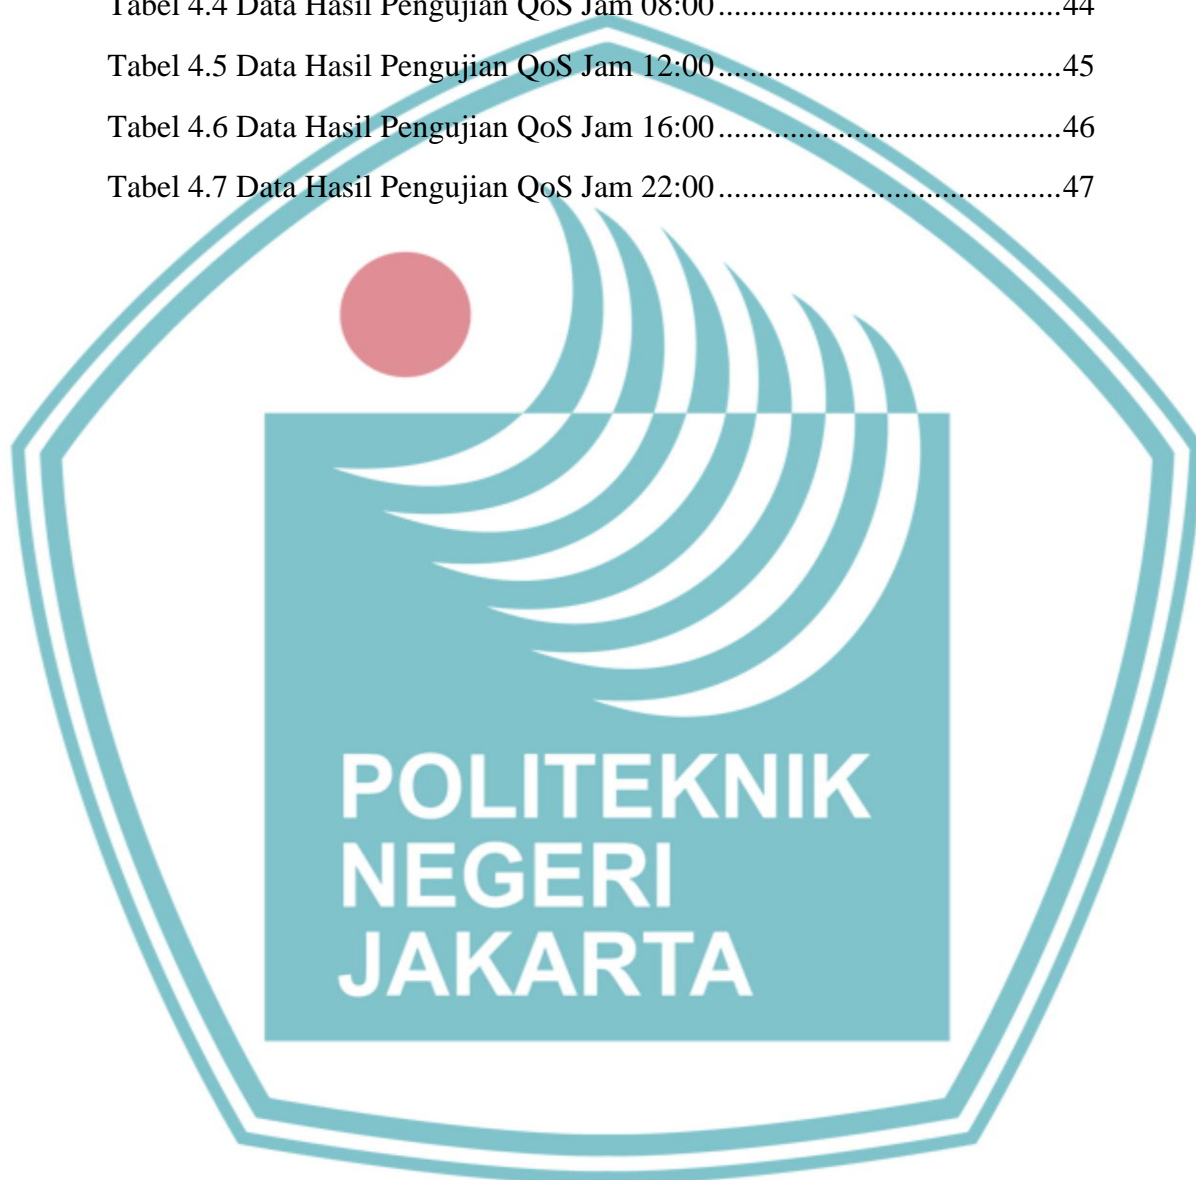 Tabel 4.4 Data Hasil Pengujian QoS Jam 08:00...........................................44
Tabel 4.5 Data Hasil Pengujian QoS Jam 12:00...........................................45
Tabel 4.6 Data Hasil Pengujian QoS Jam 16:00...........................................46
Tabel 4.7 Data Hasil Pengujian QoS Jam 22:00...........................................47
POLITEKNIK
NEGERI
JAKARTA